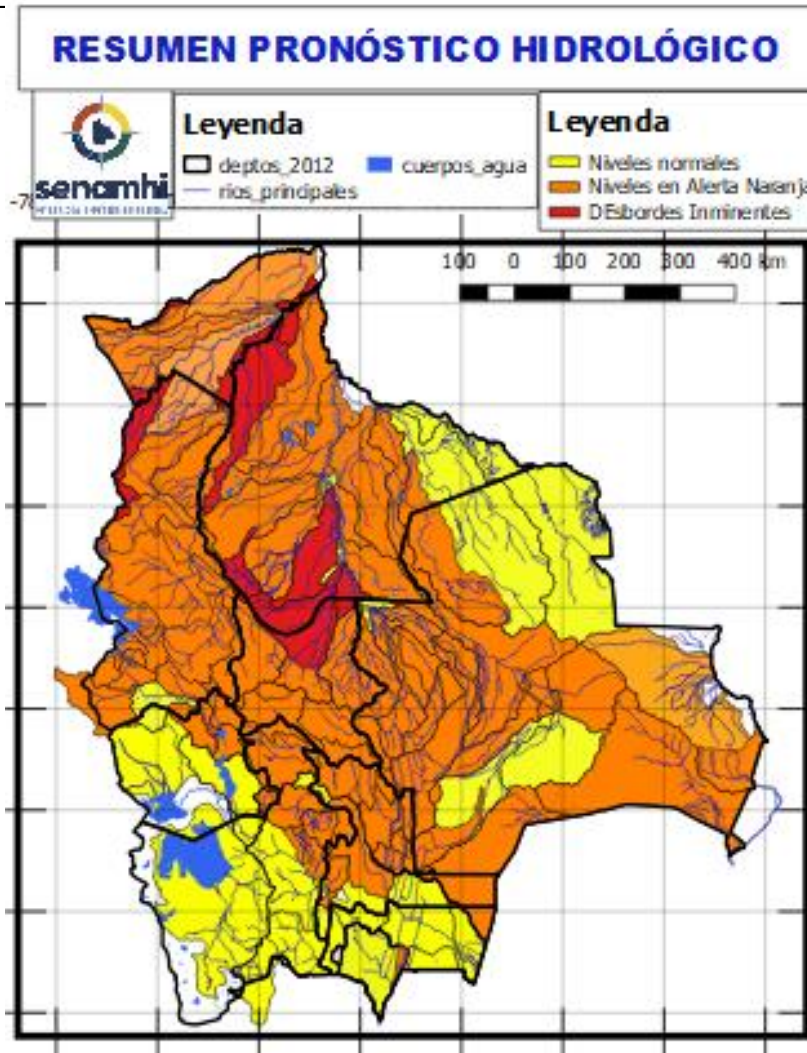 RESUMEN PRONÓSTICO HIDROLÓGICO
senamhi
Leyenda
deptos_2012
cuerpos_agua
rios_principales
Leyenda
Niveles normales
Niveles en Alerta Naranja
DEsbordes Inminentes
100 0 100 200 300 400 km